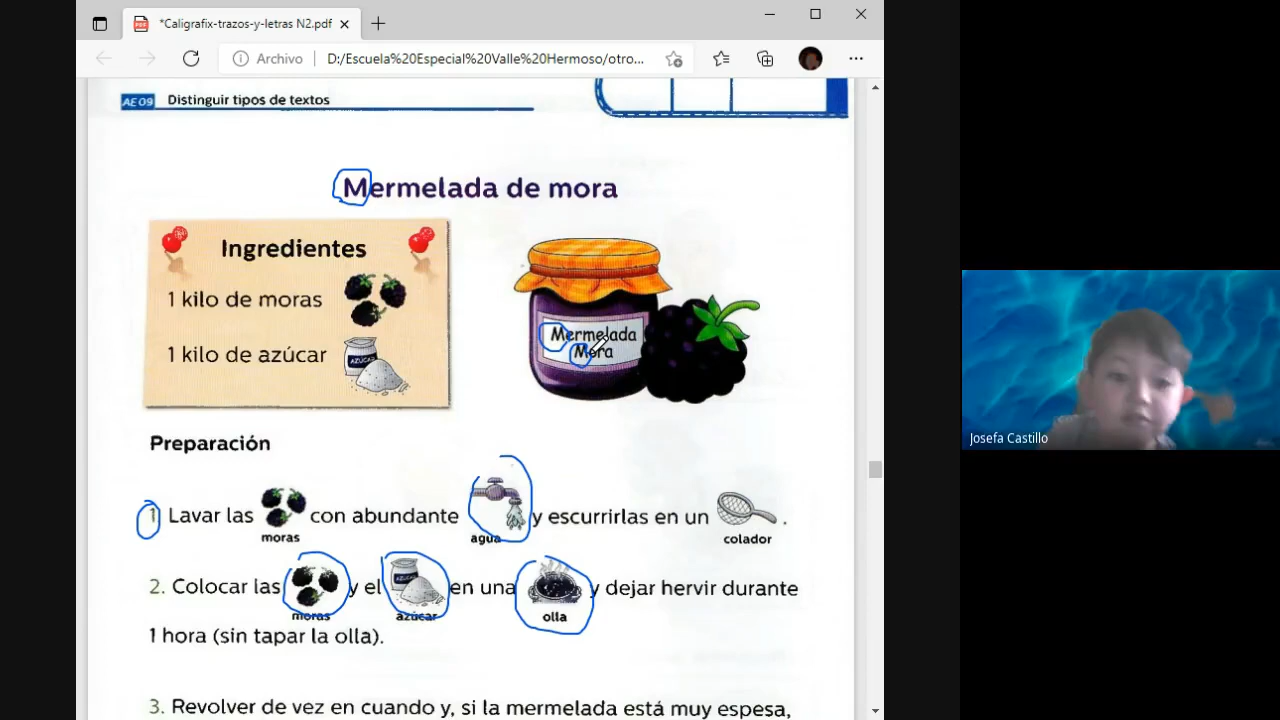 *Caligrafix-trazos-y-letras N2.pdf
Archivo
D:/Escuela%20Especial%20Valle%20Hermoso/otro...
AE 09 Distinguir tipos de textos
Mermelada de mora
Ingredientes
1 kilo de moras
1 kilo de azúcar
AZUCAR
Mermelada
Mora
Preparación
1 Lavar las con abundante y escurrirlas en un .
moras agua colador
2. Colocar las y el en una y dejar hervir durante
AZUCAR
moras azúcar olla
1 hora (sin tapar la olla).
3. Revolver de vez en cuando y, si la mermelada está muy espesa,
Josefa Castillo